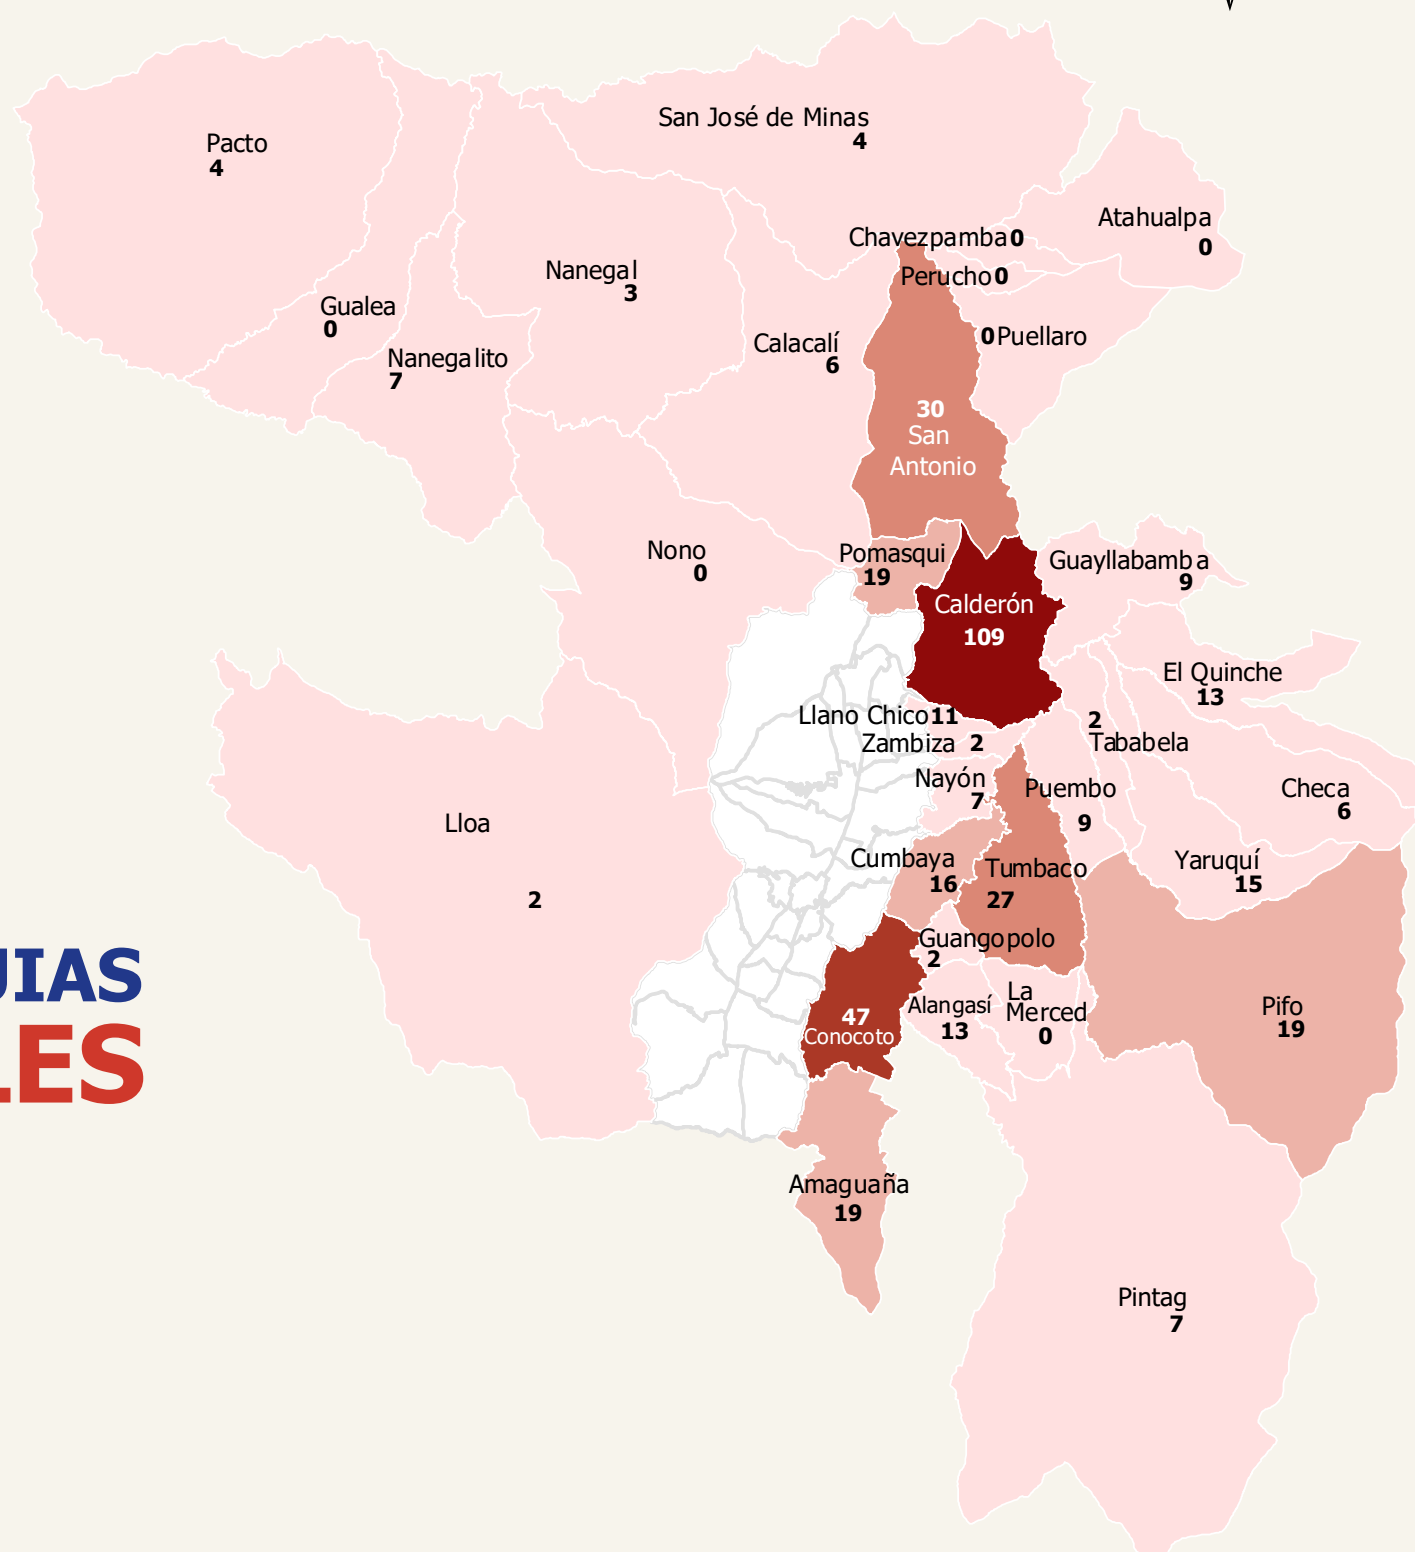 San José de Minas
4
Pacto
4
Atahualpa
0
Chavezpamba 0
Perucho 0
Nanegal
3
Gualea
0
0 Puellaro
Calacalí
6
Nanegalito
7
30
San
Antonio
Nono
0
Pomasqui
19
Guayllabamba
9
Calderón
109
El Quinche
13
Llano Chico 11
2
Tababela
Zambiza 2
Nayón
7
Puembo
9
Checa
6
Lloa
2
Cumbaya
16
Tumbaco
27
Yaruquí
15
Guangopolo
2
UIAS
LES
Alangasí
13
La
Merced
0
Pifo
19
47
Conocoto
Amaguaña
19
Pintag
7